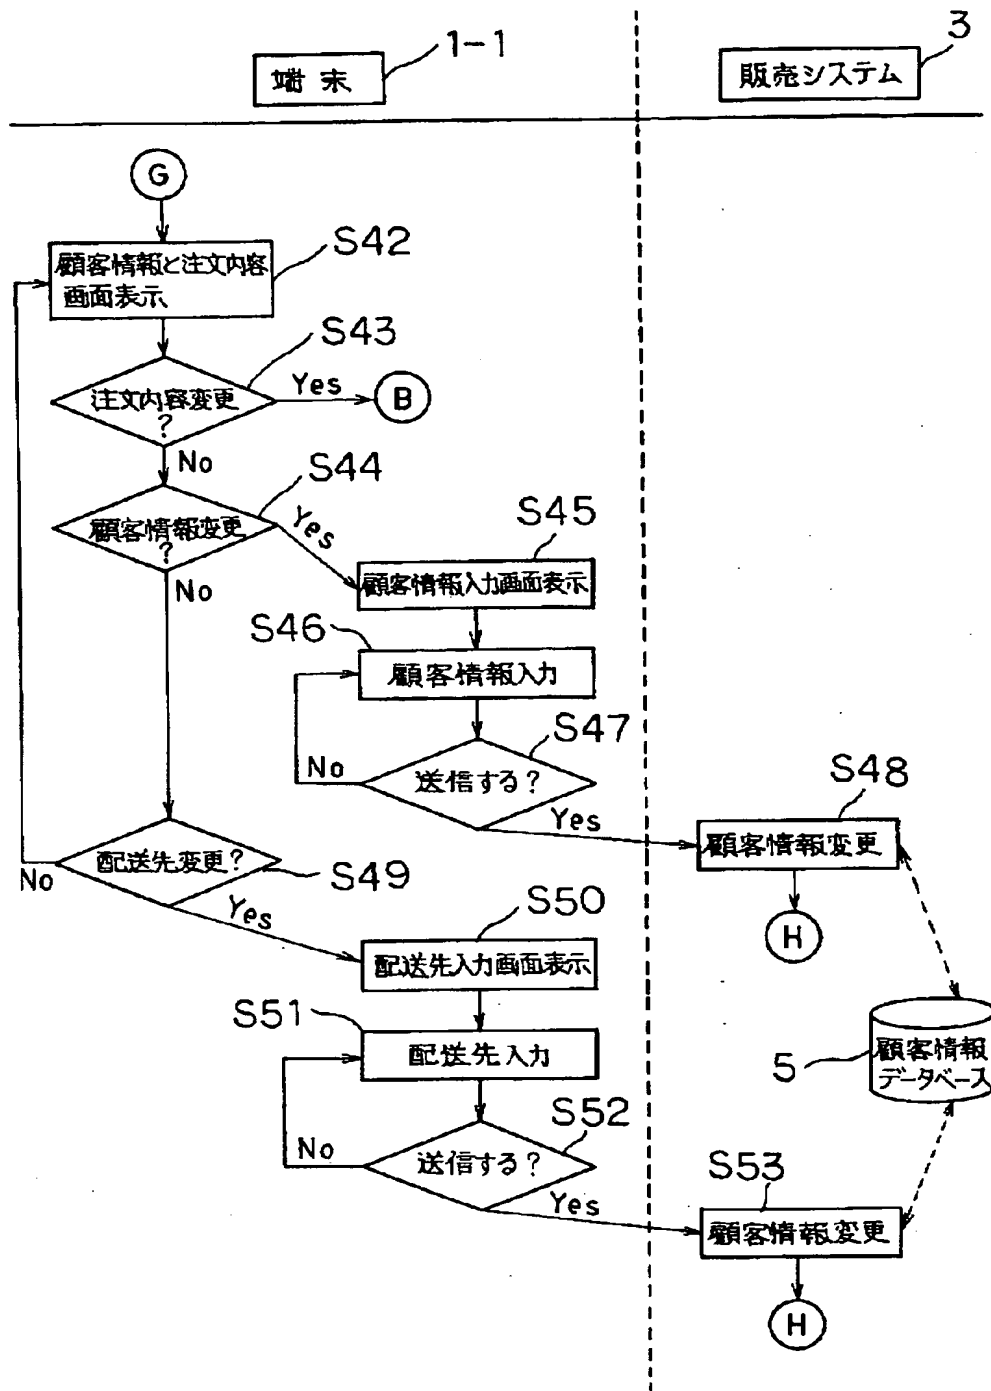 1-1
3
端末
販売システム
G
S42
顧客情報と注文内容
画面表示
S43
注文内容変更
?
Yes
B
No
S44
顧客情報変更
?
Yes
S45
No
顧客情報入力画面表示
S46
顧客情報入力
S47
送信する?
No
Yes
S48
顧客情報変更
H
配送先変更?
S49
No
Yes
S50
配送先入力画面表示
S51
配送先入力
5
顧客情報
データベース
S52
送信する?
No
Yes
S53
顧客情報変更
H